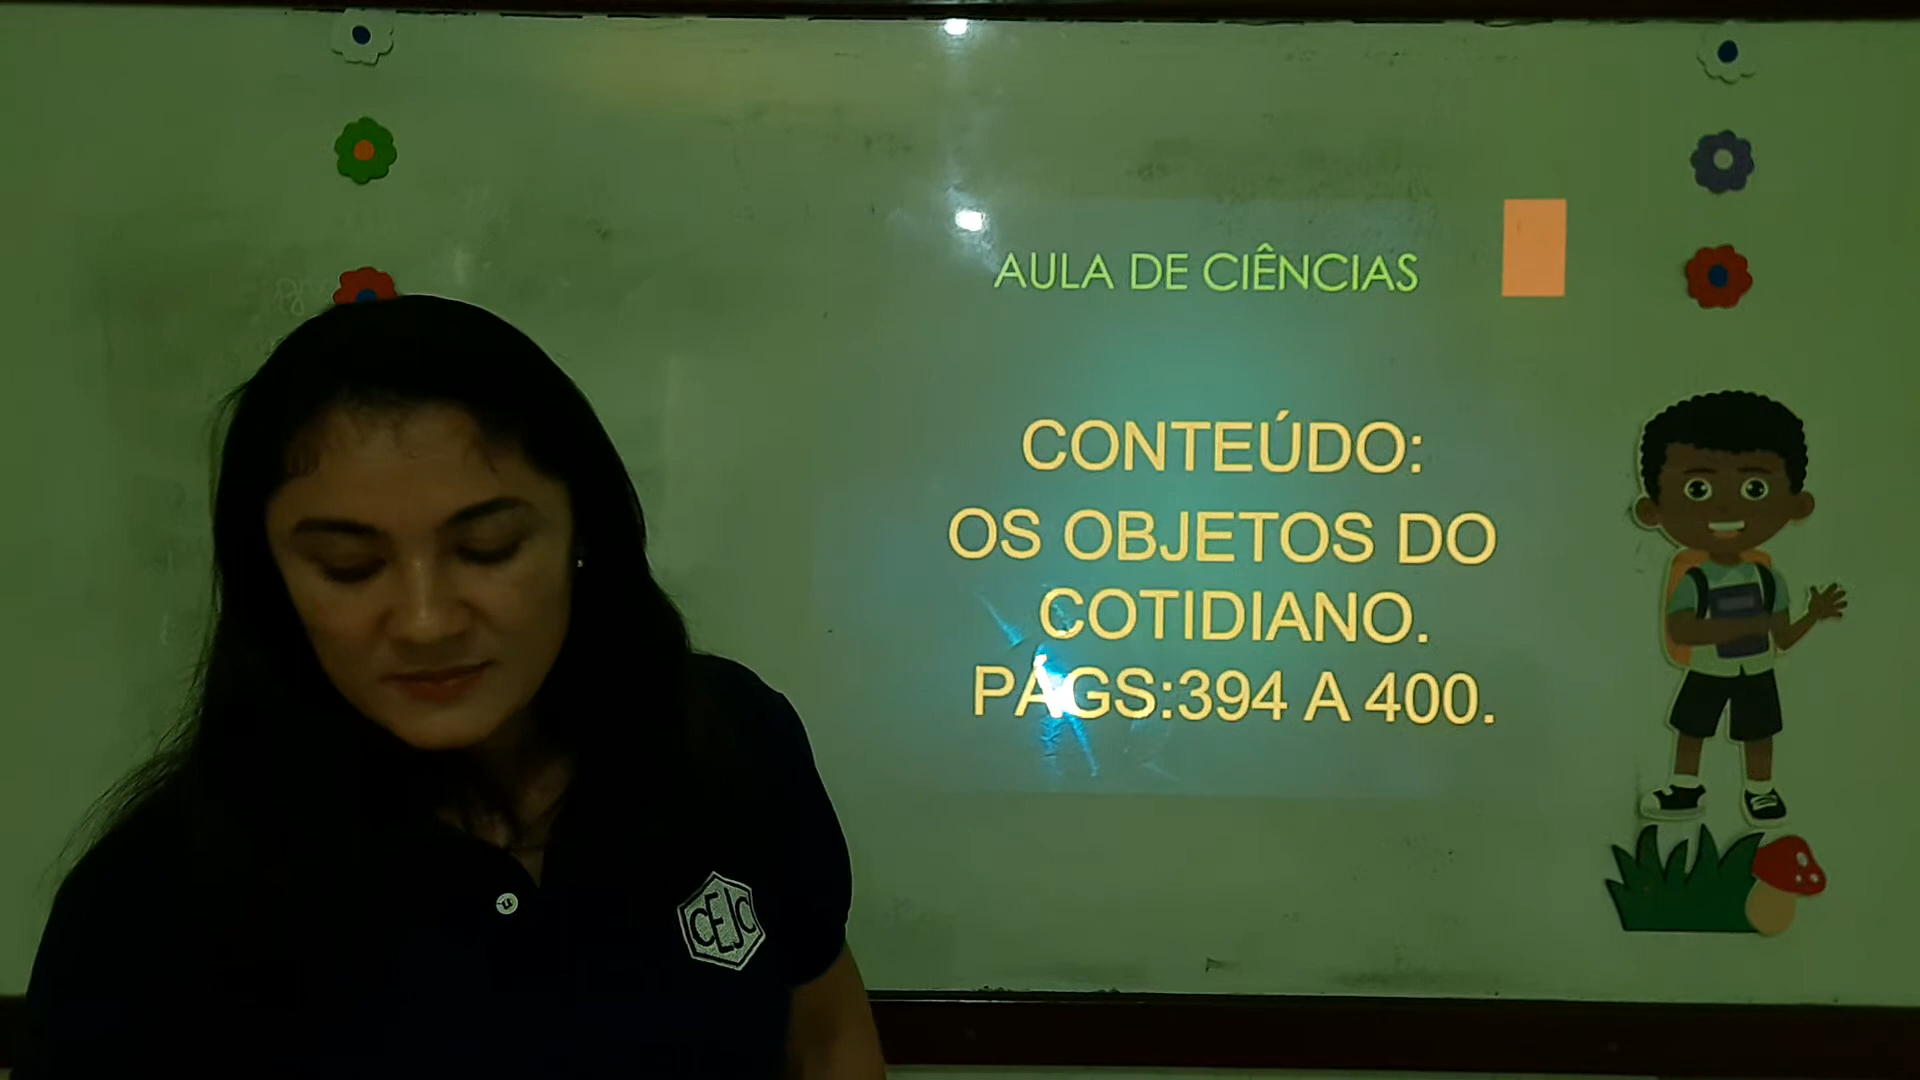 AULA DE CIÊNCIAS
CONTEÚDO:
OS OBJETOS DO
COTIDIANO.
PÁGS:394 A 400.
CEJC